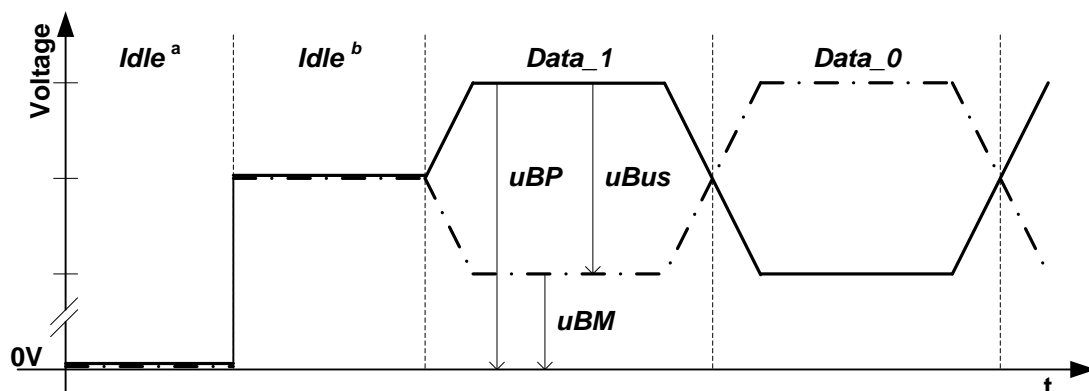 Voltage
Idle a
Idle b
Data_1
Data_0
uBP
uBus
uBM
0V
t